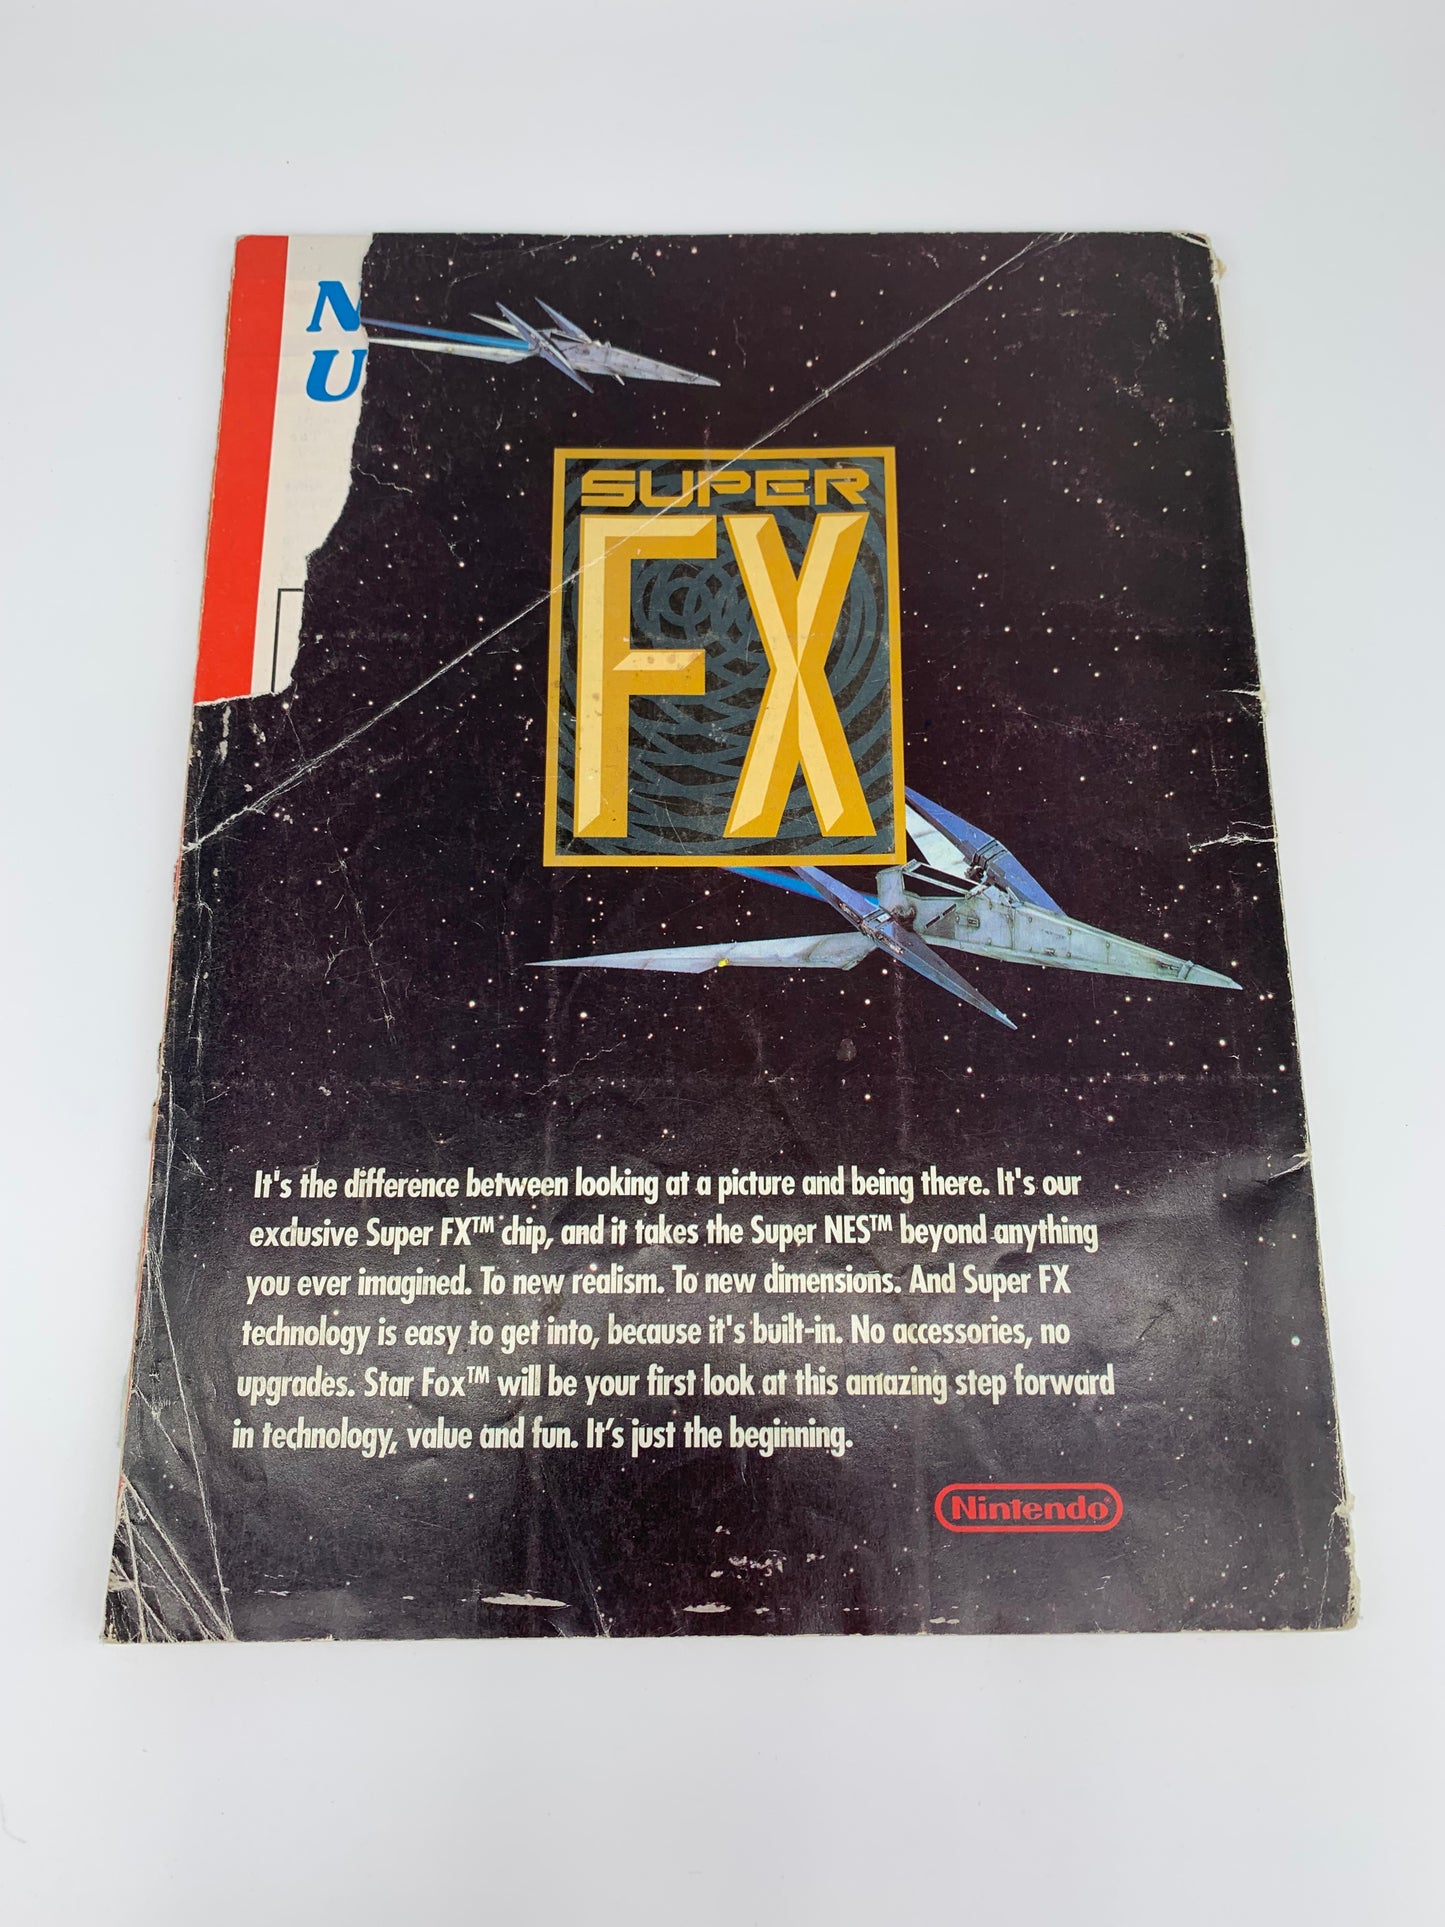 N
U
SUPER
FX
It's the difference between looking at a picture and being there. It's our
exclusive Super FX™ chip, and it takes the Super NES™ beyond anything
you ever imagined. To new realism. To new dimensions. And Super FX
technology is easy to get into, because it's built-in. No accessories, no
upgrades. Star Fox™ will be your first look at this amazing step forward
in technology, value and fun. It's just the beginning.
Nintendo®